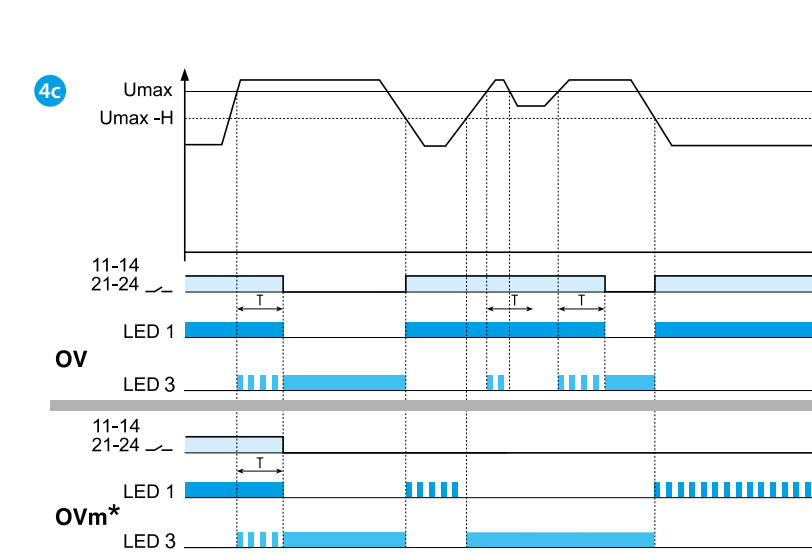 4c
Umax
Umax -H
11-14
21-24
T
T
T
LED 1
OV
LED 3
11-14
21-24
T
LED 1
OVm*
LED 3